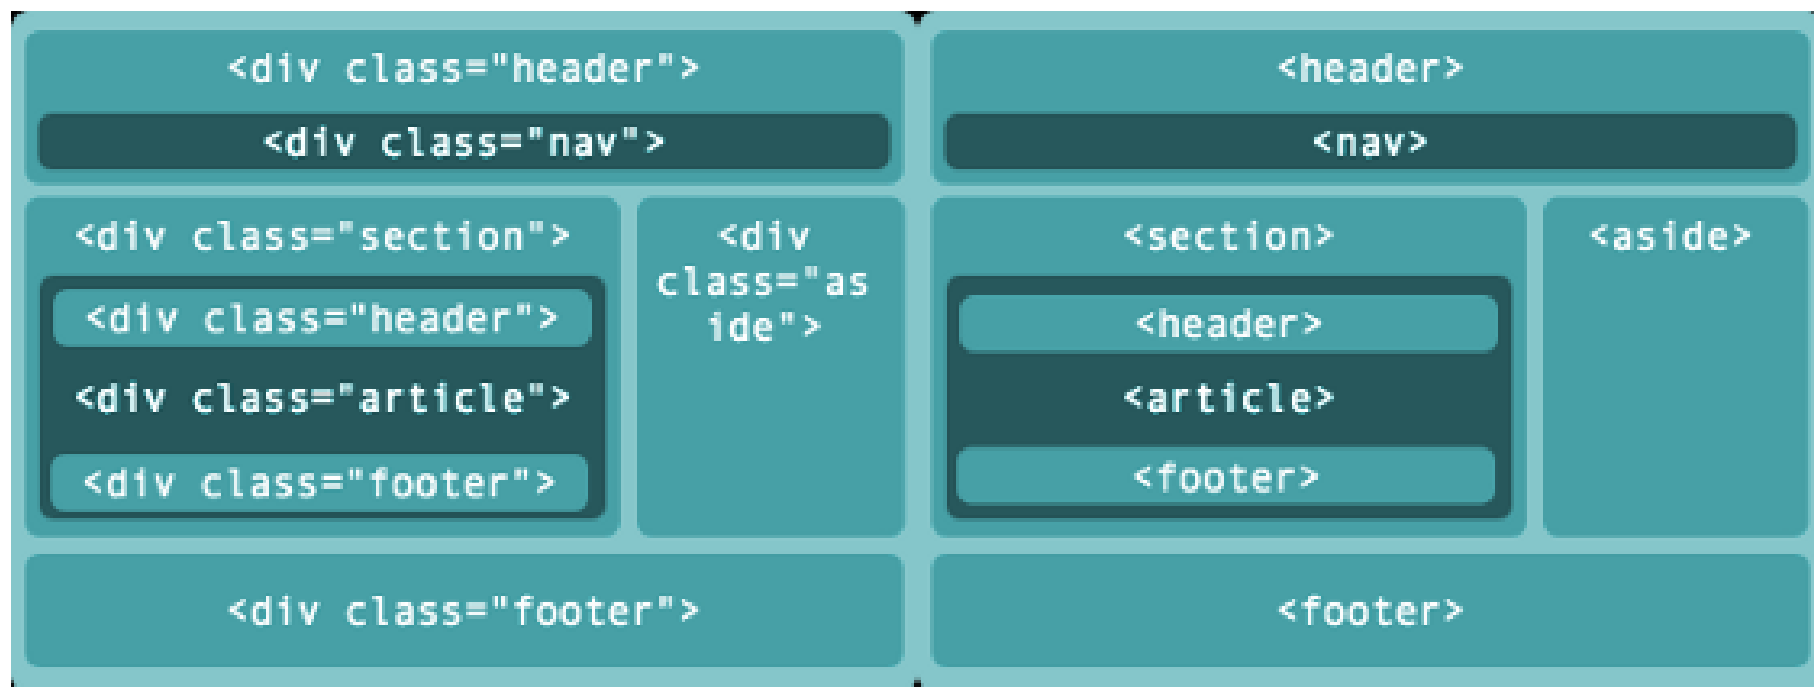 <div class="header">
<div class="nav">
<div class="section">
<div class="header">
<div class="article">
<div class="footer">
<div
class="as
ide">
<div class="footer">
<header>
<nav>
<section>
<header>
<article>
<footer>
<aside>
<footer>